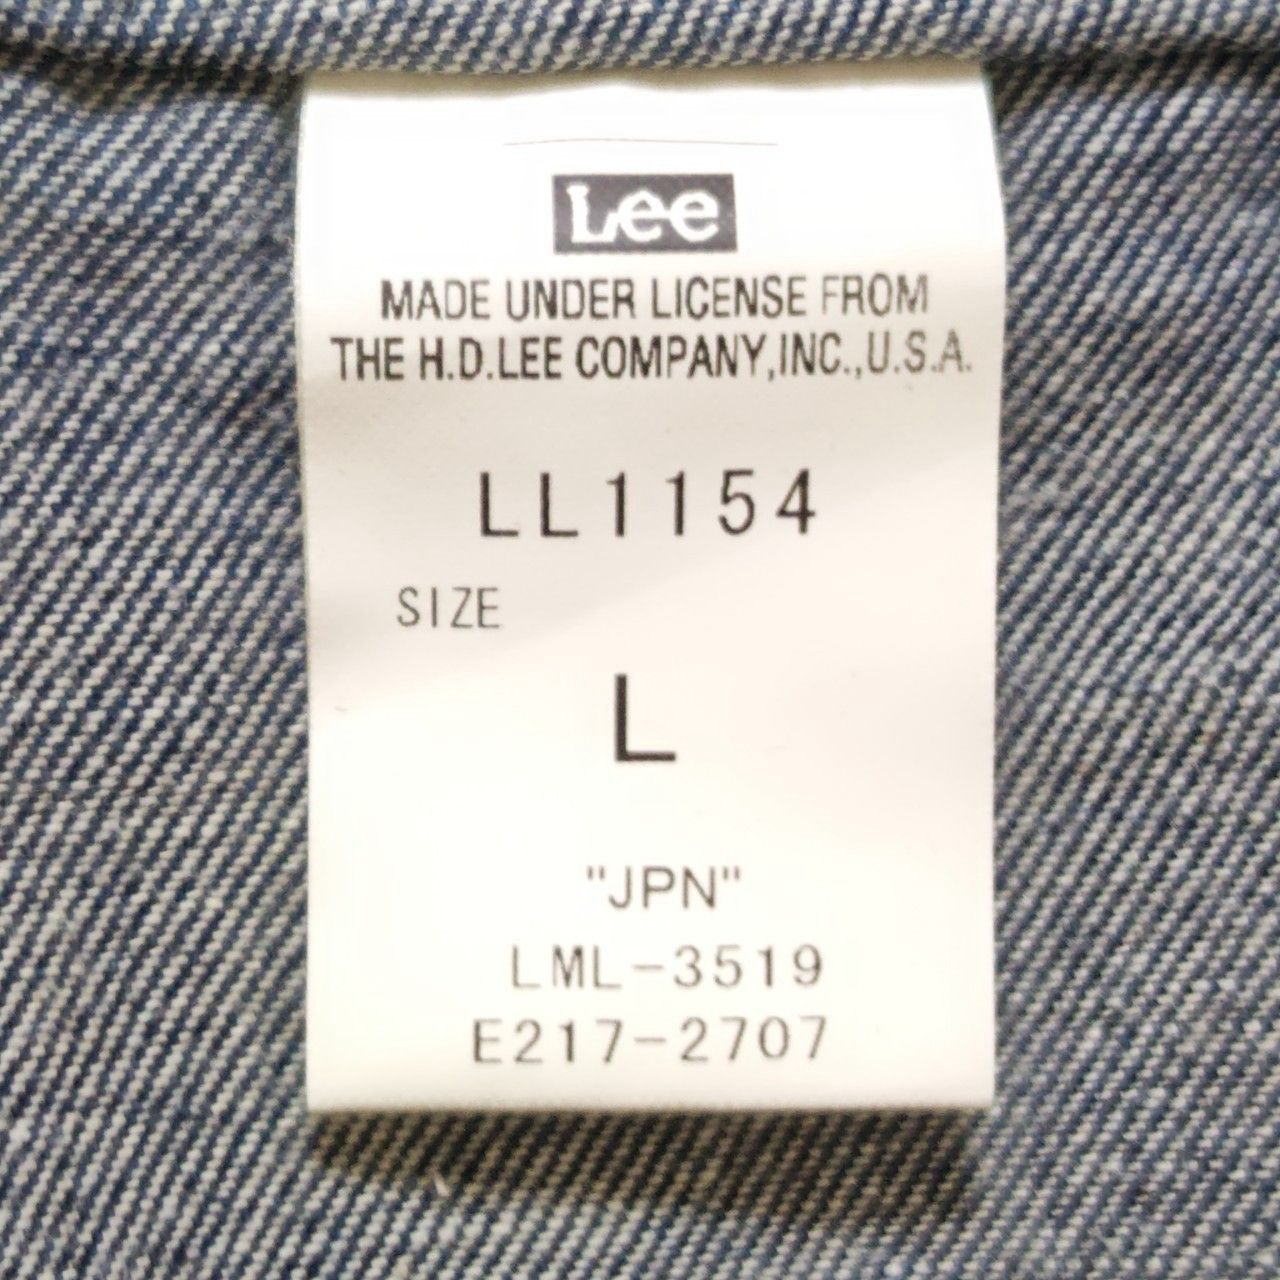 Lee
MADE UNDER LICENSE FROM
THE H.D.LEE COMPANY,INC.,U.S.A.
LL1154
SIZE
L
"JPN"
LML-3519
E217-2707